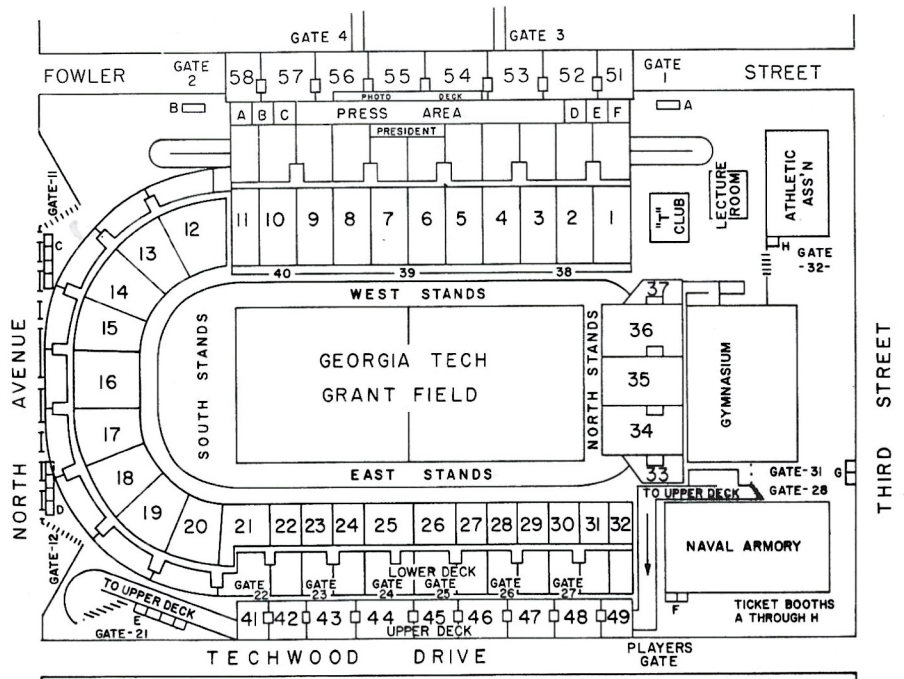 GATE 4
GATE 3
FOWLER
GATE
2
58
57
56
55
54
53
52
51
GATE
1
STREET
PHOTO DECK
B
A
A
B
C
PRESS AREA
D
E
F
PRESIDENT
GATE-11
"T"
CLUB
LECTURE
ROOM
ATHLETIC
ASS'N
C
H
GATE
-32-
11
10
9
8
7
6
5
4
3
2
1
12
13
14
15
16
17
18
19
20
40
39
38
WEST STANDS
37
36
35
34
33
NORTH AVENUE
SOUTH STANDS
GEORGIA TECH
GRANT FIELD
NORTH STANDS
GYMNASIUM
THIRD STREET
EAST STANDS
GATE-31
G
TO UPPER DECK
GATE-28
D
GATE-12
21
22
23
24
25
26
27
28
29
30
31
32
NAVAL ARMORY
LOWER DECK
GATE
22
GATE
23
GATE
24
GATE
25
GATE
26
GATE
27
TO UPPER DECK
E
GATE-21
41
42
43
44
45
46
47
48
49
UPPER DECK
F
TICKET BOOTHS
A THROUGH H
TECHWOOD DRIVE
PLAYERS
GATE